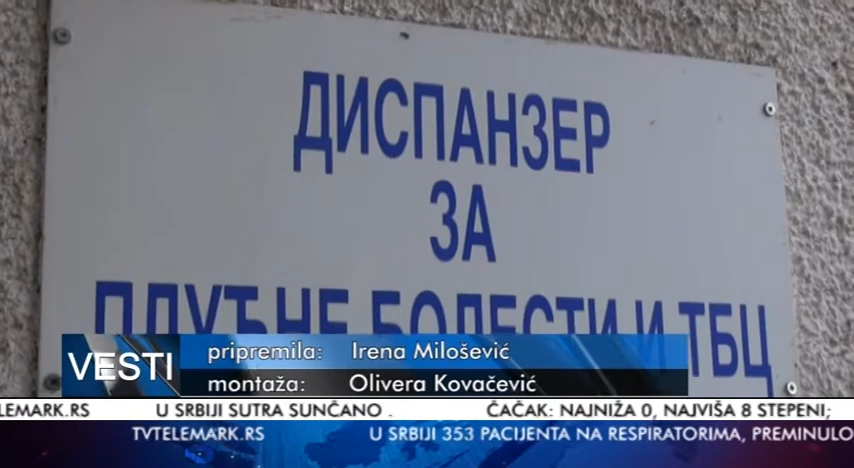 ДИСПАНЗЕР
ЗА
ПЛУЋНЕ БОЛЕСТИ И ТБЦ
VESTI
pripremila: Irena Milošević
montaža: Olivera Kovačević
LEMARK.RS U SRBIJI SUTRA SUNČANO . ČAČAK: NAJNIŽA 0, NAJVIŠA 8 STEPENI;
TVTELEMARK.RS U SRBIJI 353 PACIJENTA NA RESPIRATORIMA, PREMINULO